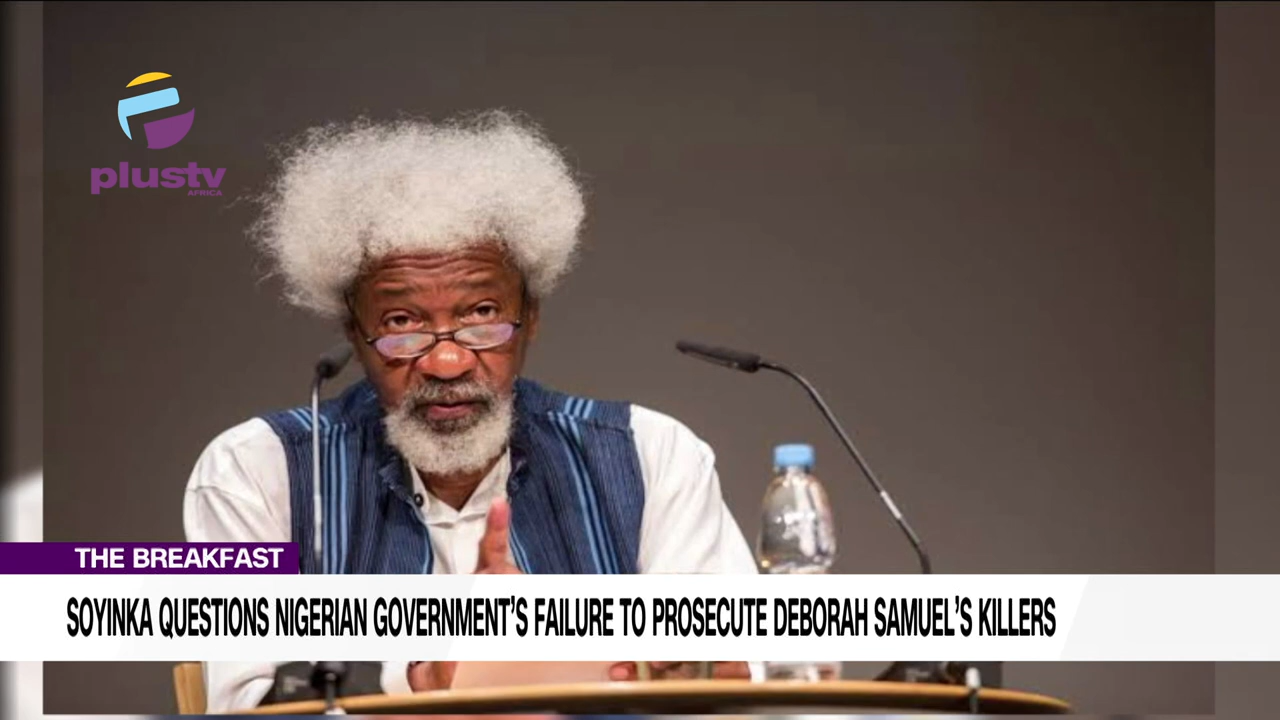 plustv
AFRICA
THE BREAKFAST
SOYINKA QUESTIONS NIGERIAN GOVERNMENT'S FAILURE TO PROSECUTE DEBORAH SAMUEL'S KILLERS